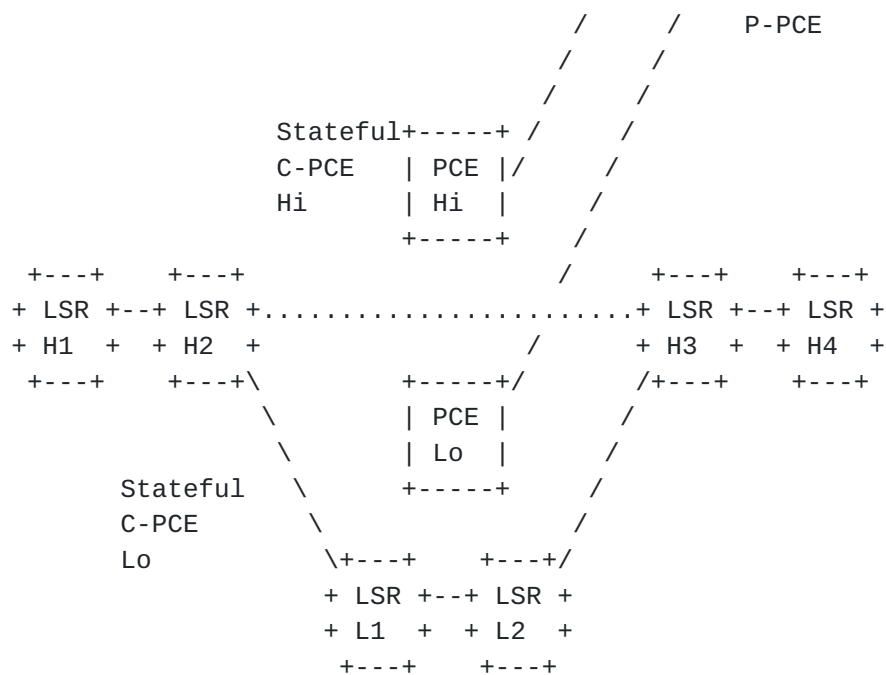 /     /    P-PCE
                                   /     /
                                  /     /
                 Stateful+-----+ /     /
                 C-PCE   | PCE |/     /
                 Hi      | Hi  |     /
                         +-----+    /
 +---+    +---+                    /     +---+    +---+
+ LSR +--+ LSR +........................+ LSR +--+ LSR +
+ H1  +  + H2  +                 /      + H3  +  + H4  +
 +---+    +---+\         +-----+/       /+---+    +---+
                \        | PCE |       /
                 \       | Lo  |      /
       Stateful   \      +-----+     /
       C-PCE       \                /
       Lo           \+---+    +---+/
                    + LSR +--+ LSR +
                    + L1  +  + L2  +
                     +---+    +---+